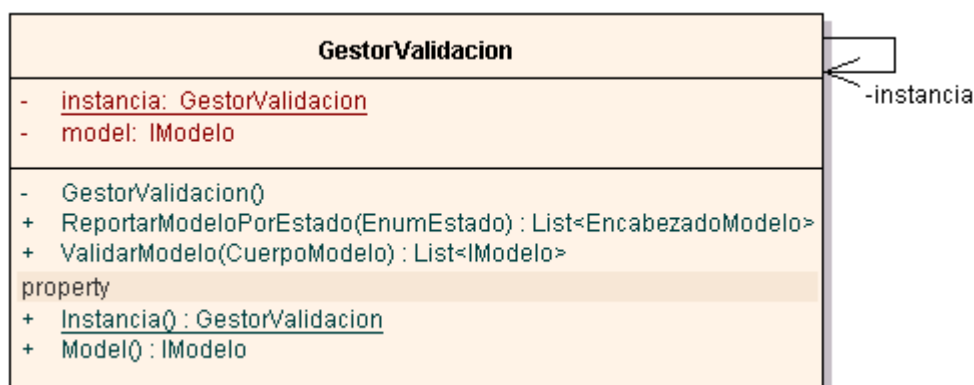 GestorValidacion
- instancia: GestorValidacion
- model: IModelo
-instancia
- GestorValidacion()
+ ReportarModeloPorEstado(EnumEstado) : List<EncabezadoModelo>
+ ValidarModelo(CuerpoModelo) : List<IModelo>
property
+ Instancia() : GestorValidacion
+ Model() : IModelo